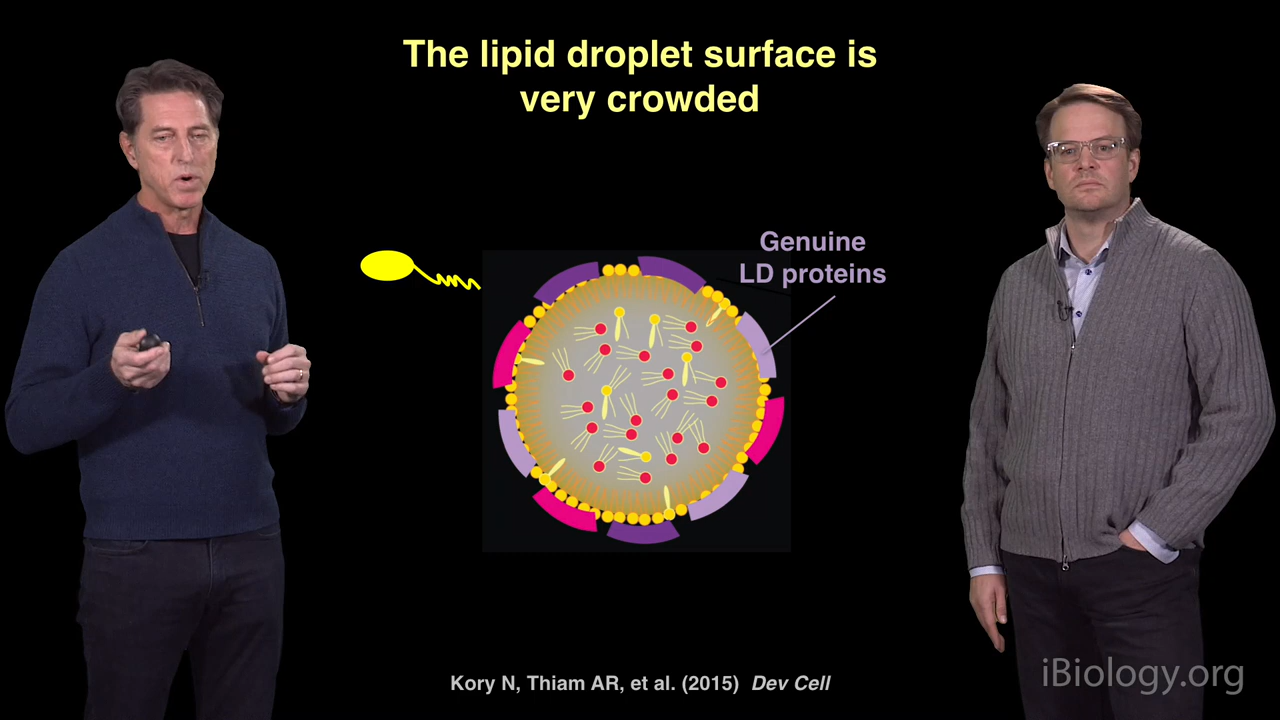 The lipid droplet surface is
very crowded
Genuine
LD proteins
Kory N, Thiam AR, et al. (2015) Dev Cell
iBiology.org